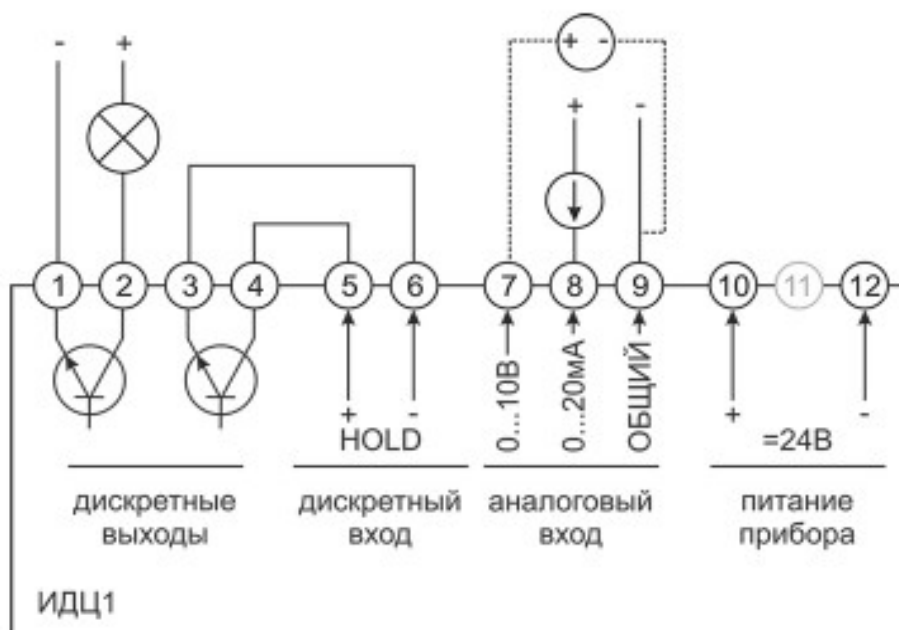 - + + -
+ -
1 2 3 4 5 6 7 8 9 10 11 12
+ - 0...10В 0...20мА ОБЩИЙ + -
HOLD =24В
дискретные выходы
дискретный вход
аналоговый вход
питание прибора
ИДЦ1